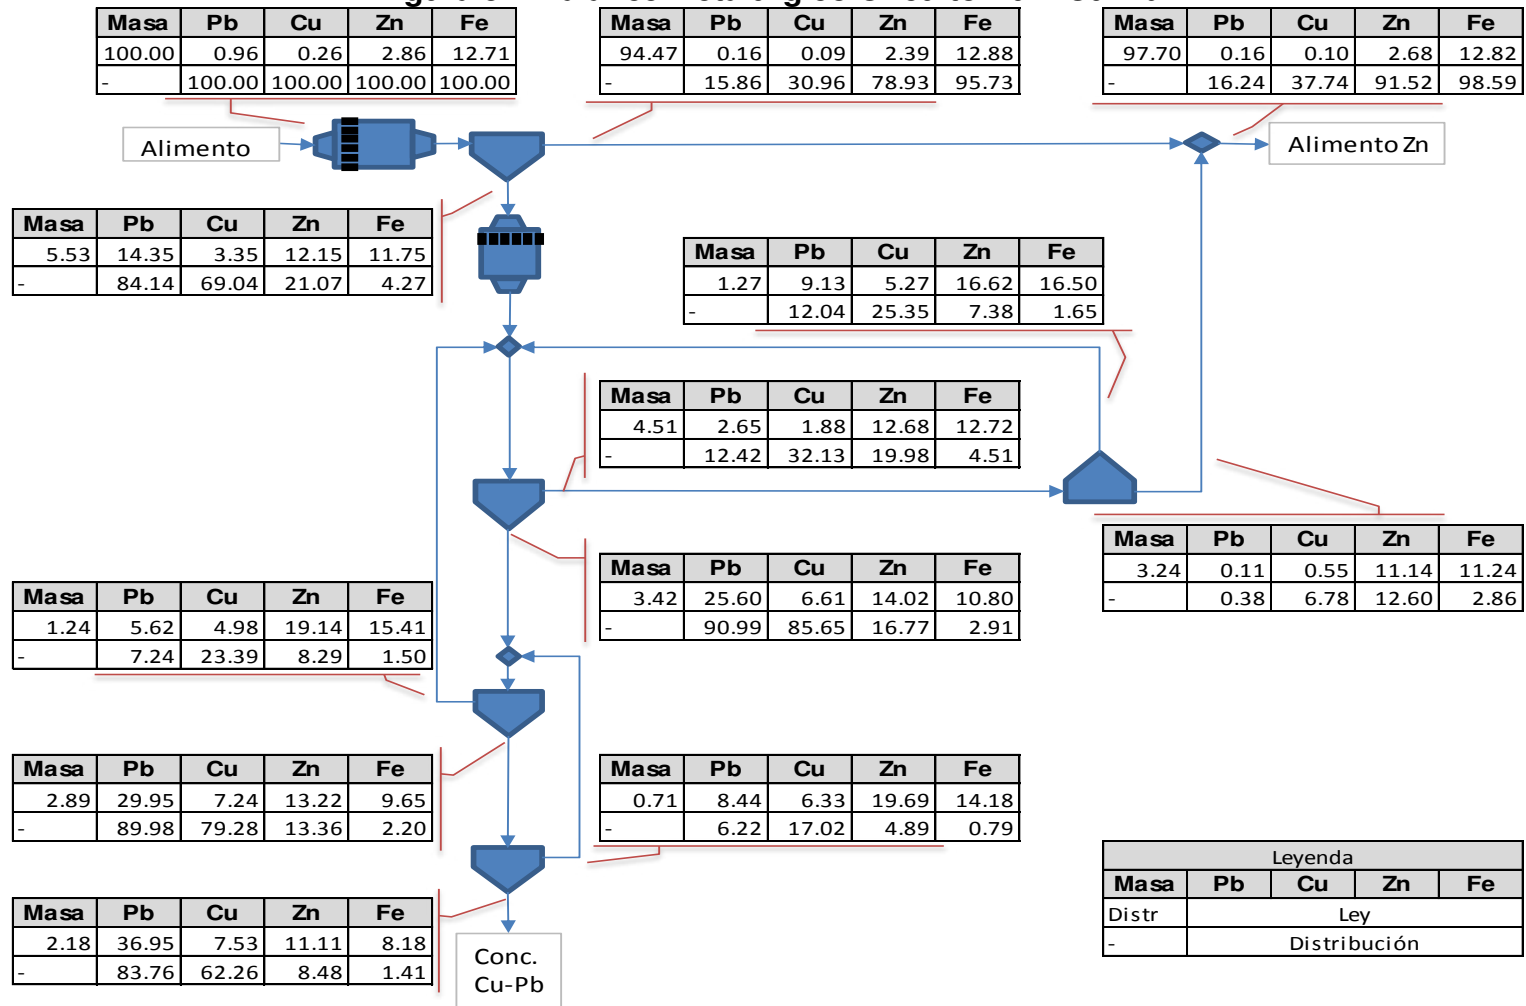 Masa Pb Cu Zn Fe
100.00 0.96 0.26 2.86 12.71
- 100.00 100.00 100.00 100.00
Masa Pb Cu Zn Fe
94.47 0.16 0.09 2.39 12.88
- 15.86 30.96 78.93 95.73
Masa Pb Cu Zn Fe
97.70 0.16 0.10 2.68 12.82
- 16.24 37.74 91.52 98.59
Alimento
Alimento Zn
Masa Pb Cu Zn Fe
5.53 14.35 3.35 12.15 11.75
- 84.14 69.04 21.07 4.27
Masa Pb Cu Zn Fe
1.27 9.13 5.27 16.62 16.50
- 12.04 25.35 7.38 1.65
Masa Pb Cu Zn Fe
4.51 2.65 1.88 12.68 12.72
- 12.42 32.13 19.98 4.51
Masa Pb Cu Zn Fe
3.24 0.11 0.55 11.14 11.24
- 0.38 6.78 12.60 2.86
Masa Pb Cu Zn Fe
3.42 25.60 6.61 14.02 10.80
- 90.99 85.65 16.77 2.91
Masa Pb Cu Zn Fe
1.24 5.62 4.98 19.14 15.41
- 7.24 23.39 8.29 1.50
Masa Pb Cu Zn Fe
2.89 29.95 7.24 13.22 9.65
- 89.98 79.28 13.36 2.20
Masa Pb Cu Zn Fe
0.71 8.44 6.33 19.69 14.18
- 6.22 17.02 4.89 0.79
Masa Pb Cu Zn Fe
2.18 36.95 7.53 11.11 8.18
- 83.76 62.26 8.48 1.41
Conc.
Cu-Pb
Leyenda
Masa Pb Cu Zn Fe
Distr Ley
- Distribución